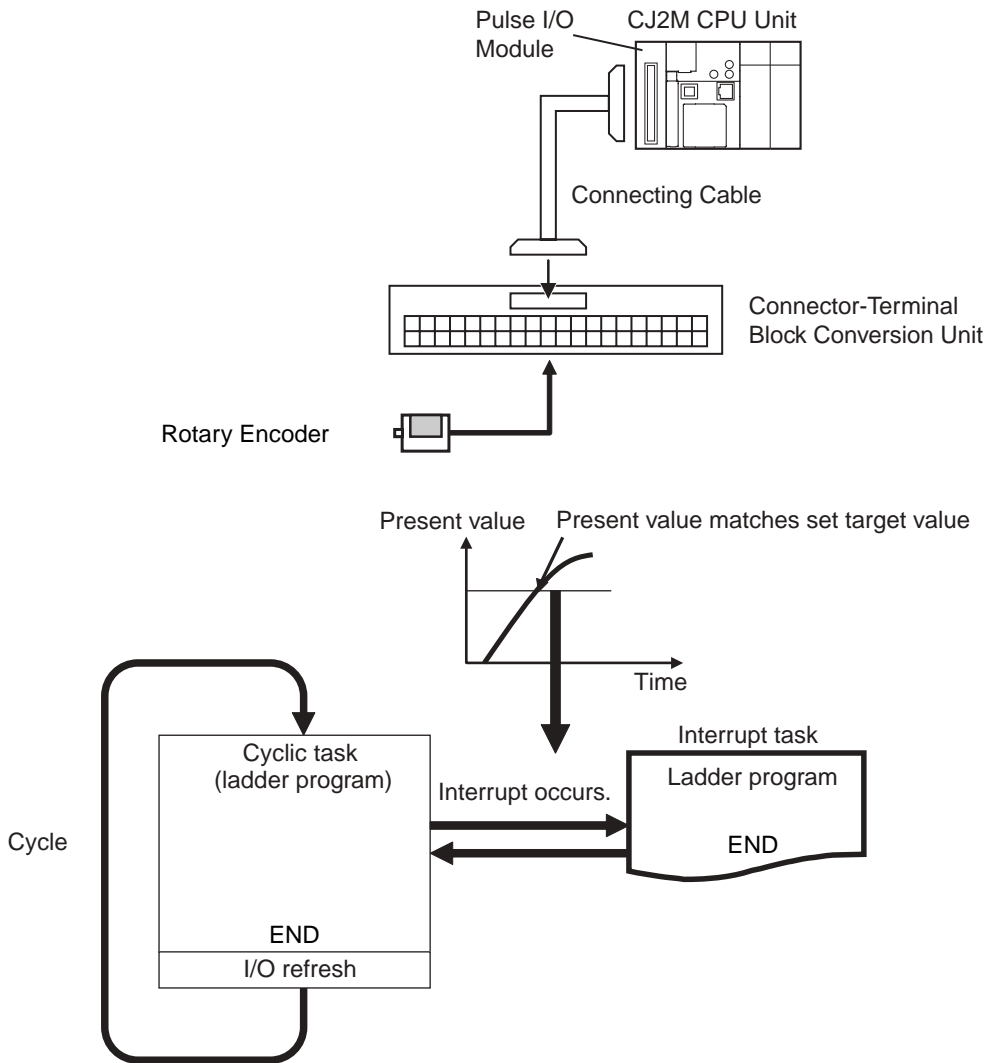 Pulse I/O
Module
CJ2M CPU Unit
Connecting Cable
Connector-Terminal
Block Conversion Unit
Rotary Encoder
Present value
Present value matches set target value
Time
Interrupt task
Cyclic task
(ladder program)
Ladder program
Interrupt occurs.
Cycle
END
END
I/O refresh